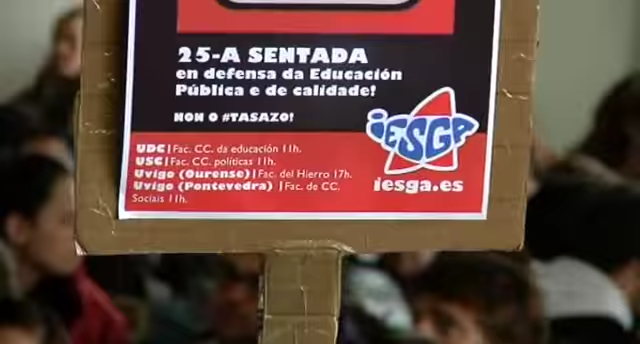 25-A SENTADA
en defensa da Educación
Pública e de calidade!
NON O #TASAZO!
UDC|Fac. CC. da educación 11h.
USC|Fac. CC. políticas 11h.
Uvigo (Ourense)|Fac. del Hierro 17h.
Uvigo (Pontevedra) |Fac. de CC.
Sociais 11h.
iESGA
iesga.es